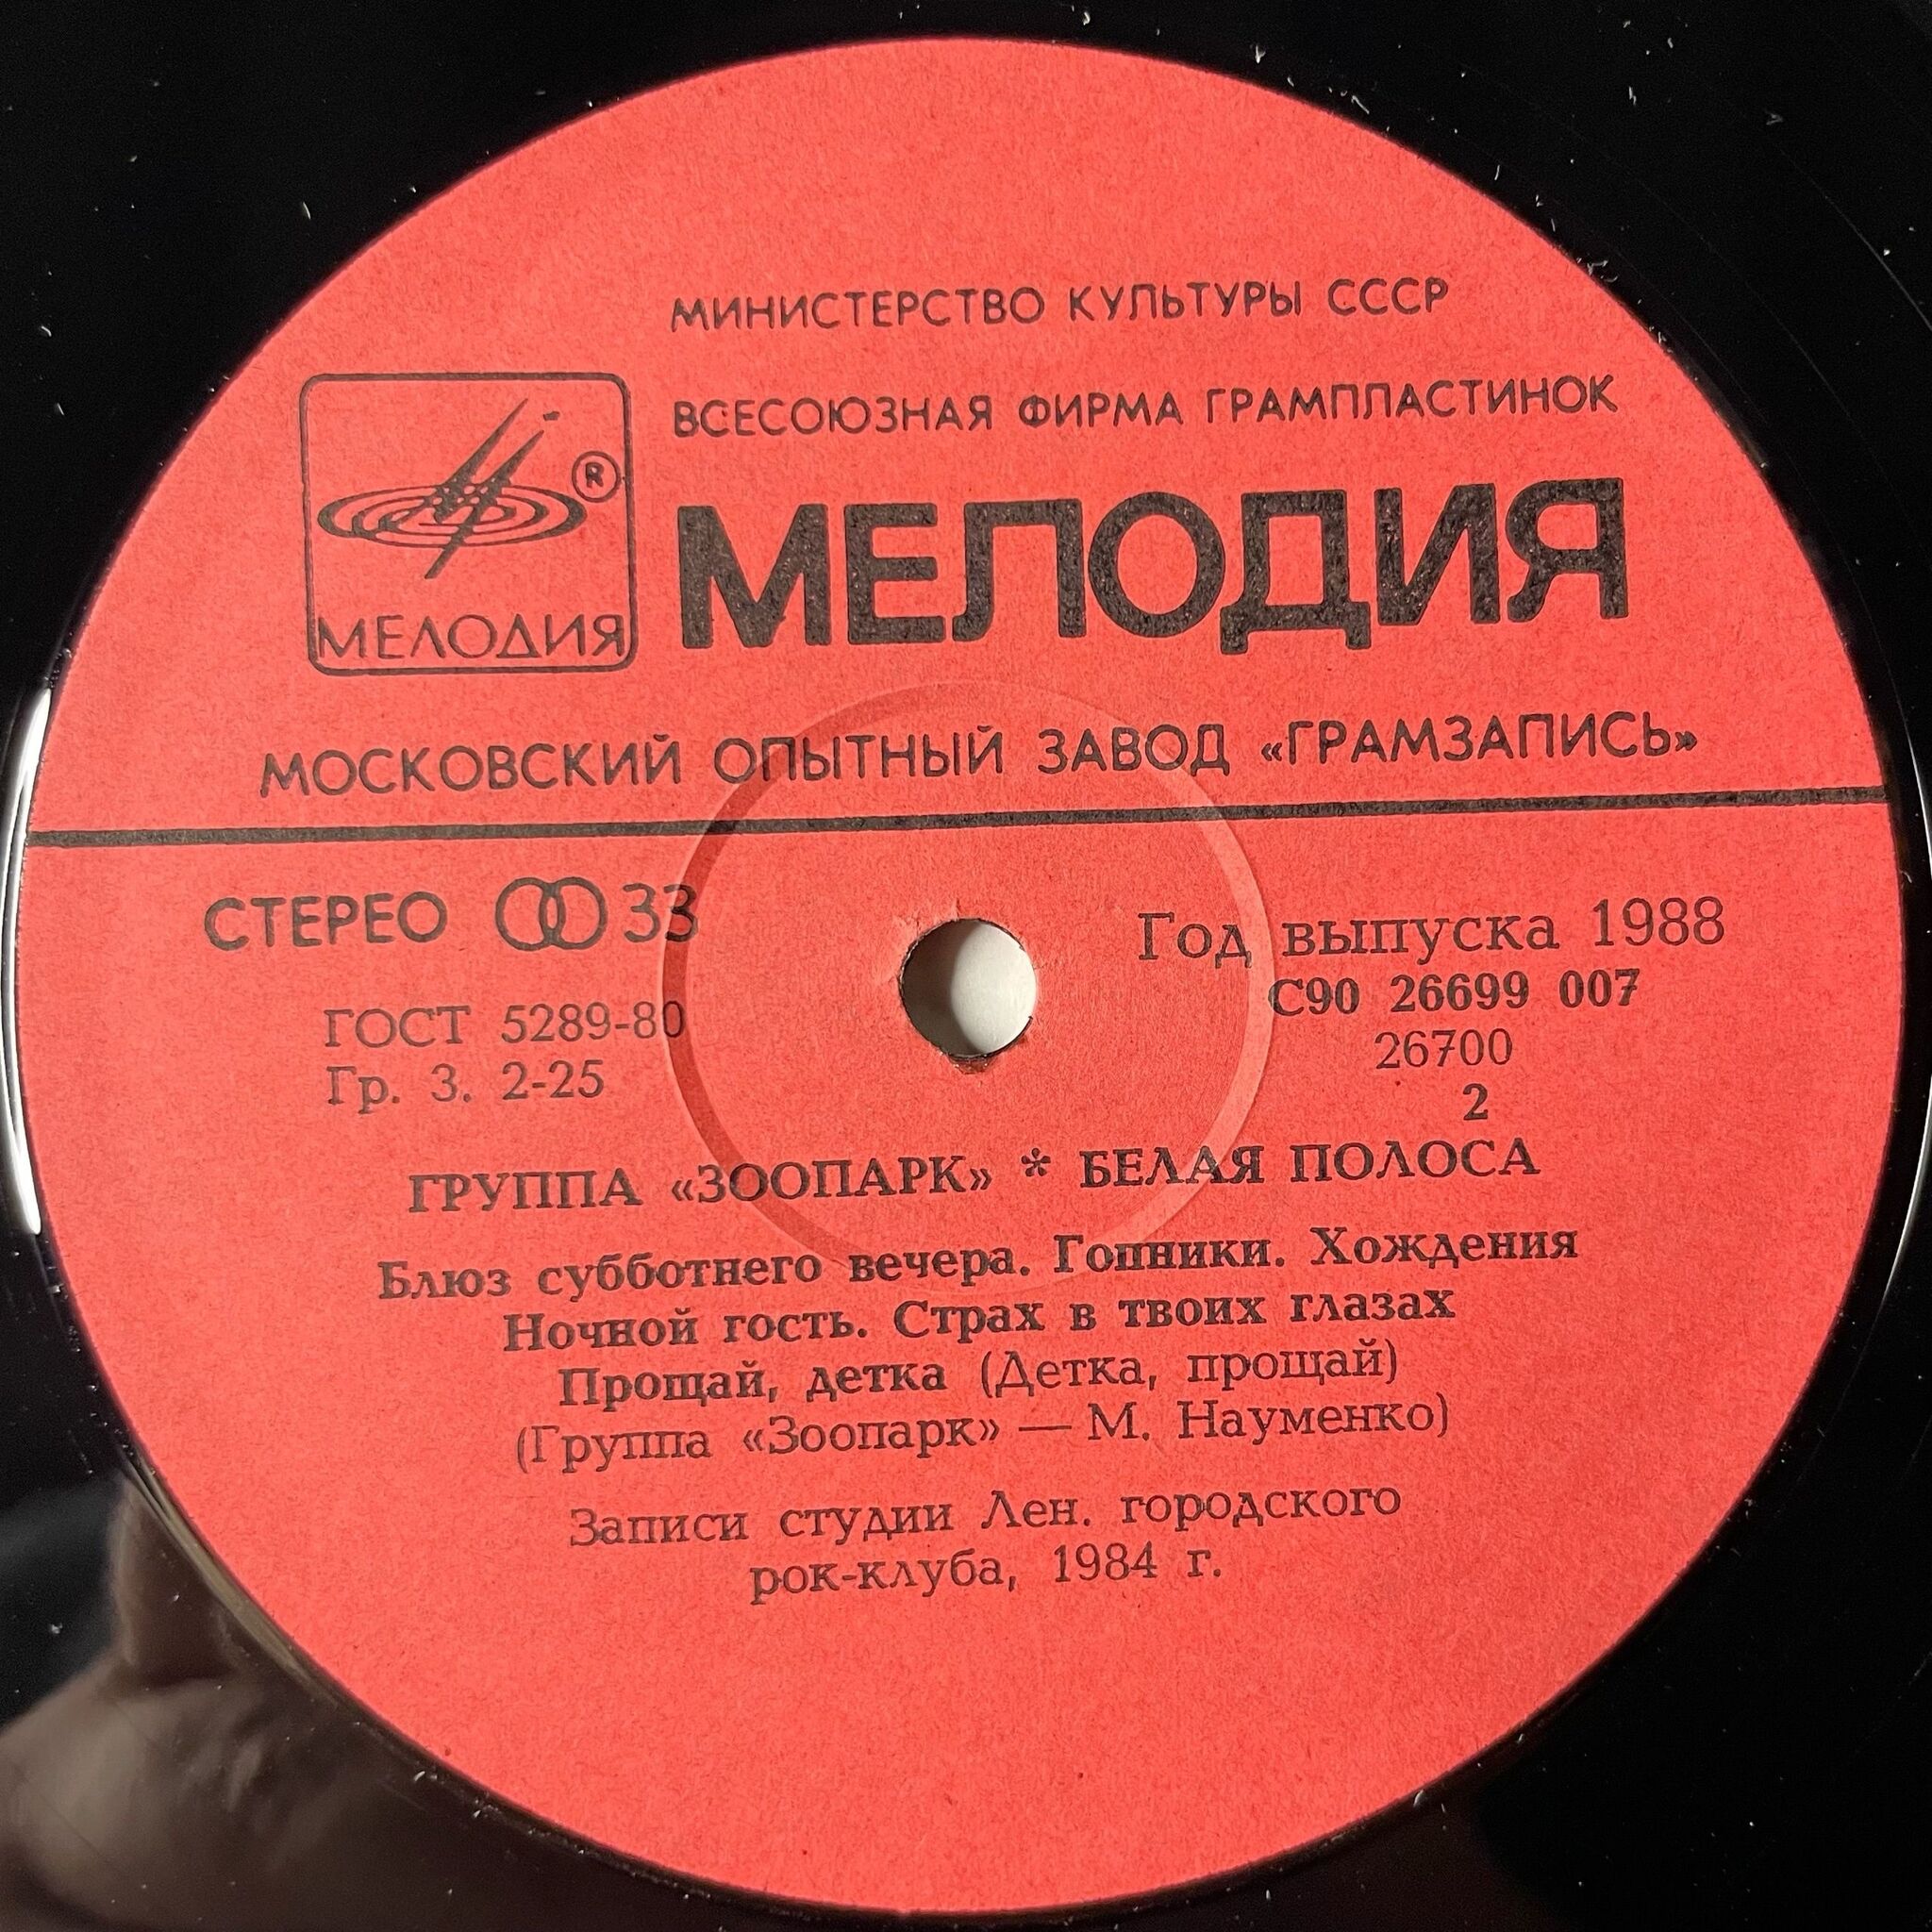 МИНИСТЕРСТВО КУЛЬТУРЫ СССР
ВСЕСОЮЗНАЯ ФИРМА ГРАМПЛАСТИНОК
®
МЕЛОДИЯ
МЕЛОДИЯ
МОСКОВСКИЙ ОПЫТНЫЙ ЗАВОД «ГРАМЗАПИСЬ»
СТЕРЕО 33
ГОСТ 5289-80
Гр. 3. 2-25
Год выпуска 1988
С90 26699 007
26700
2
ГРУППА «ЗООПАРК» * БЕЛАЯ ПОЛОСА
Блюз субботнего вечера. Гопники. Хождения
Ночной гость. Страх в твоих глазах
Прощай, детка (Детка, прощай)
(Группа «Зоопарк» — М. Науменко)
Записи студии Лен. городского
рок-клуба, 1984 г.